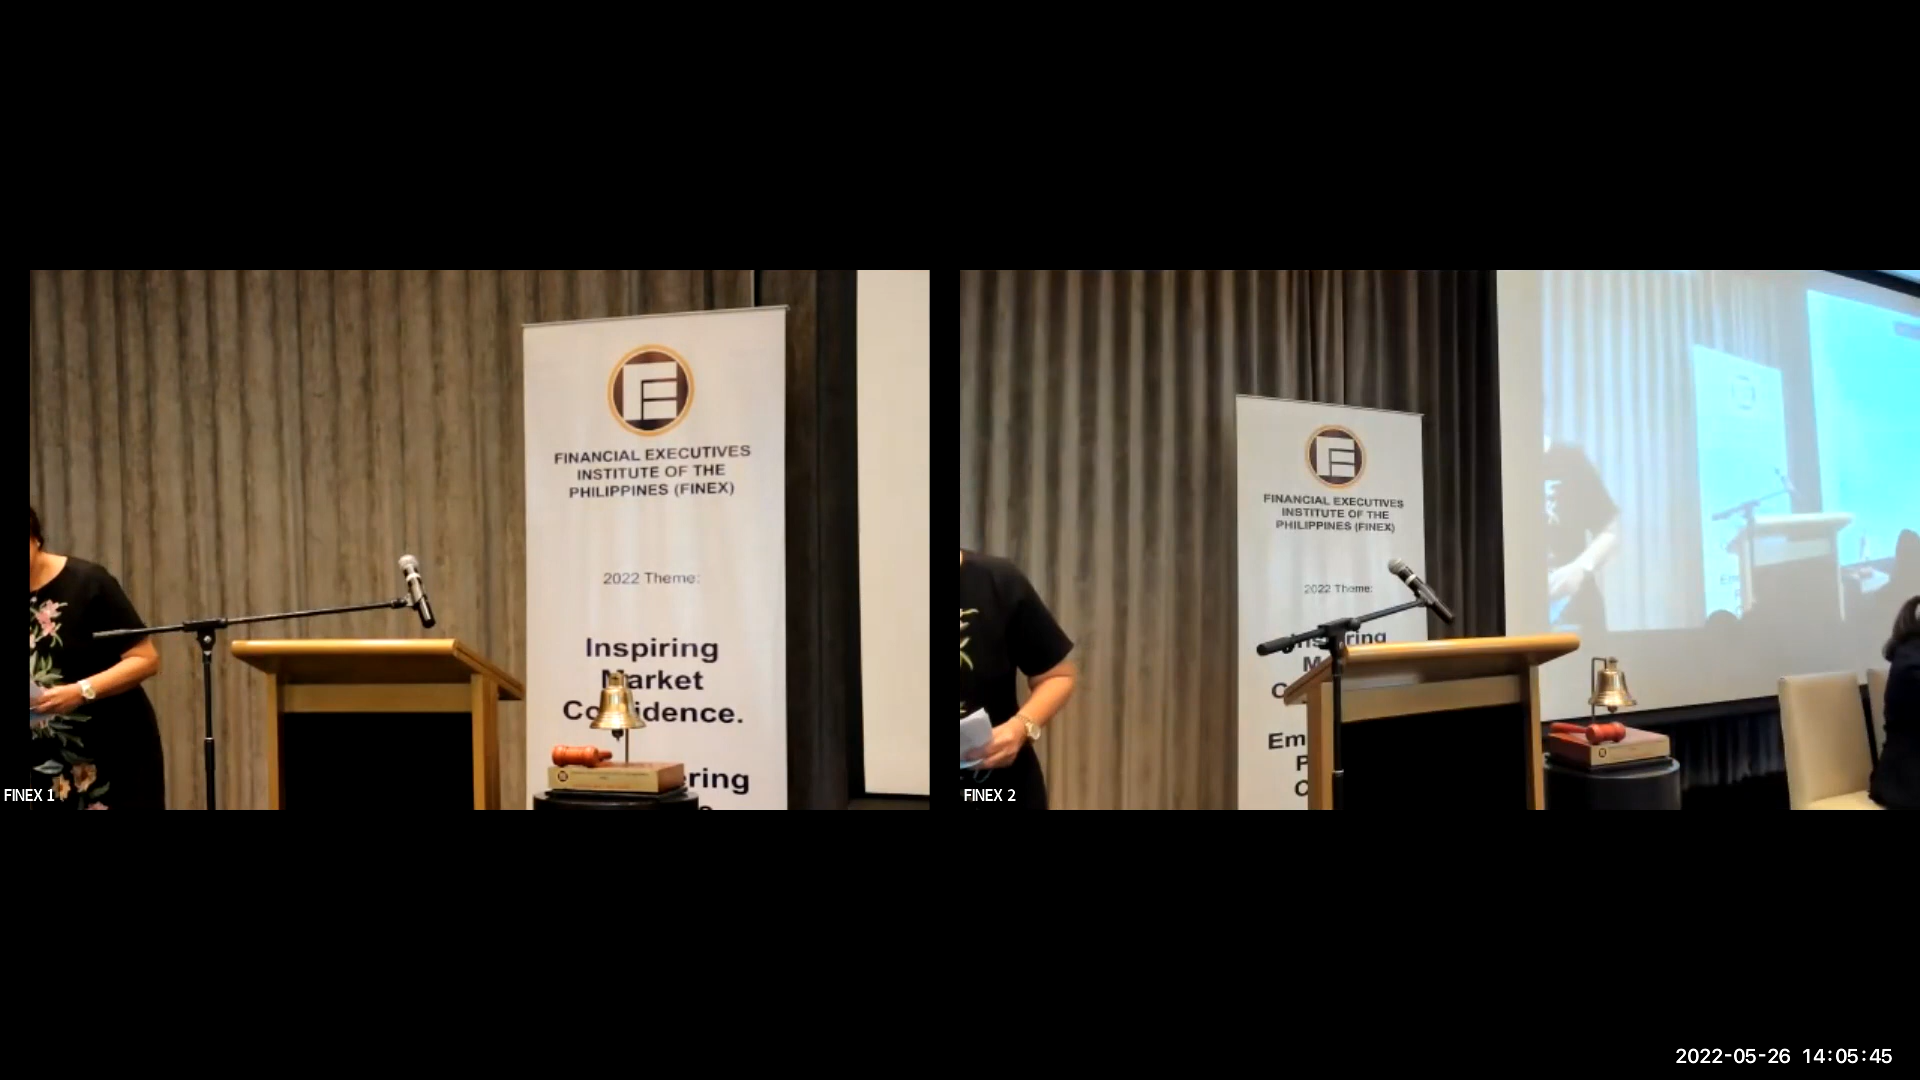 FINANCIAL EXECUTIVES
INSTITUTE OF THE
PHILIPPINES (FINEX)
2022 Theme:
Inspiring
Market
Confidence.
FINEX 1
FINANCIAL EXECUTIVES
INSTITUTE OF THE
PHILIPPINES (FINEX)
2022 Theme:
FINEX 2
2022-05-26 14:05:45